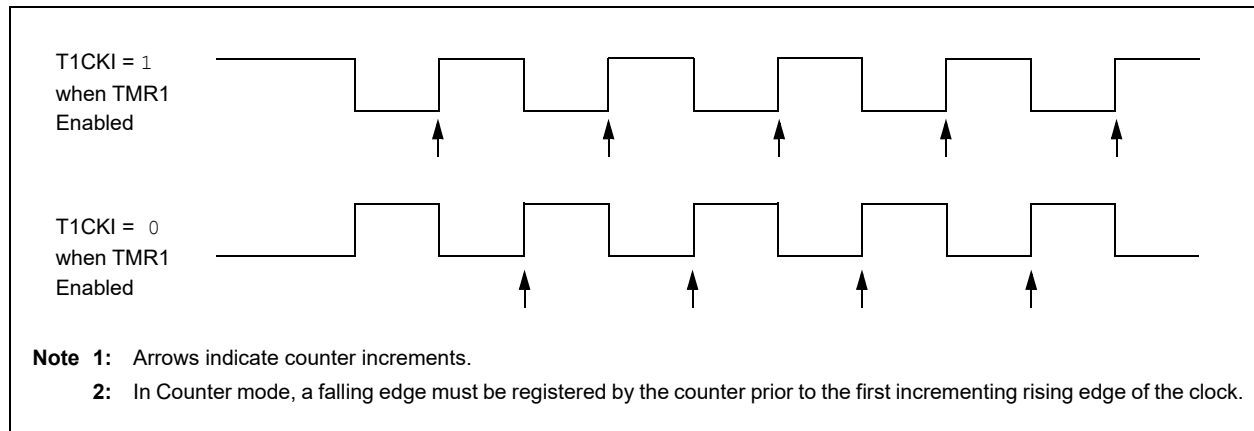 T1CKI = 1
when TMR1
Enabled
T1CKI = 0
when TMR1
Enabled
Note 1: Arrows indicate counter increments.
2: In Counter mode, a falling edge must be registered by the counter prior to the first incrementing rising edge of the clock.